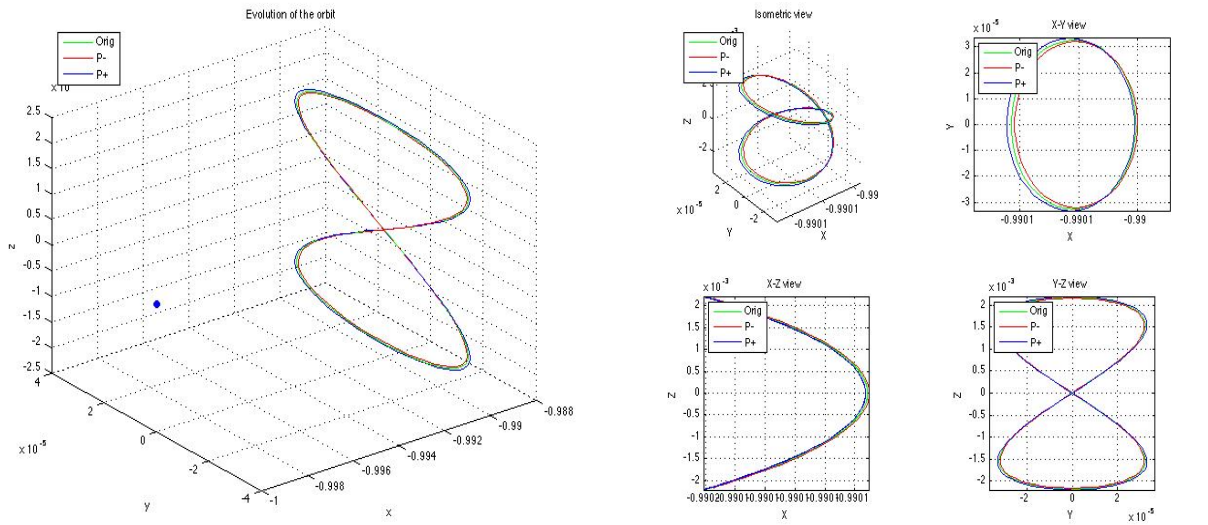 Evolution of the orbit
Orig
P-
P+
2.5
2
1.5
1
0.5
0
-0.5
-1
-1.5
-2
-2.5
z
4
2
0
-2
-4
x 10⁻⁵
y
-1
-0.998
-0.996
-0.994
-0.992
-0.99
-0.988
x
Isometric view
Orig
P-
P+
0
-2
Z
2
0
-2
x 10⁻⁵
Y
-0.9901
-0.9901
-0.99
X
X-Y view
x 10⁻⁵
Orig
P-
P+
3
2
1
0
-1
-2
-3
Y
-0.9901
-0.9901
-0.99
X
X-Z view
x 10⁻³
Orig
P-
P+
2
1.5
1
0.5
0
-0.5
-1
-1.5
-2
Z
X
Y-Z view
x 10⁻³
Orig
P-
P+
2
1.5
1
0.5
0
-0.5
-1
-1.5
-2
Z
-2
0
2
x 10⁻⁵
Y